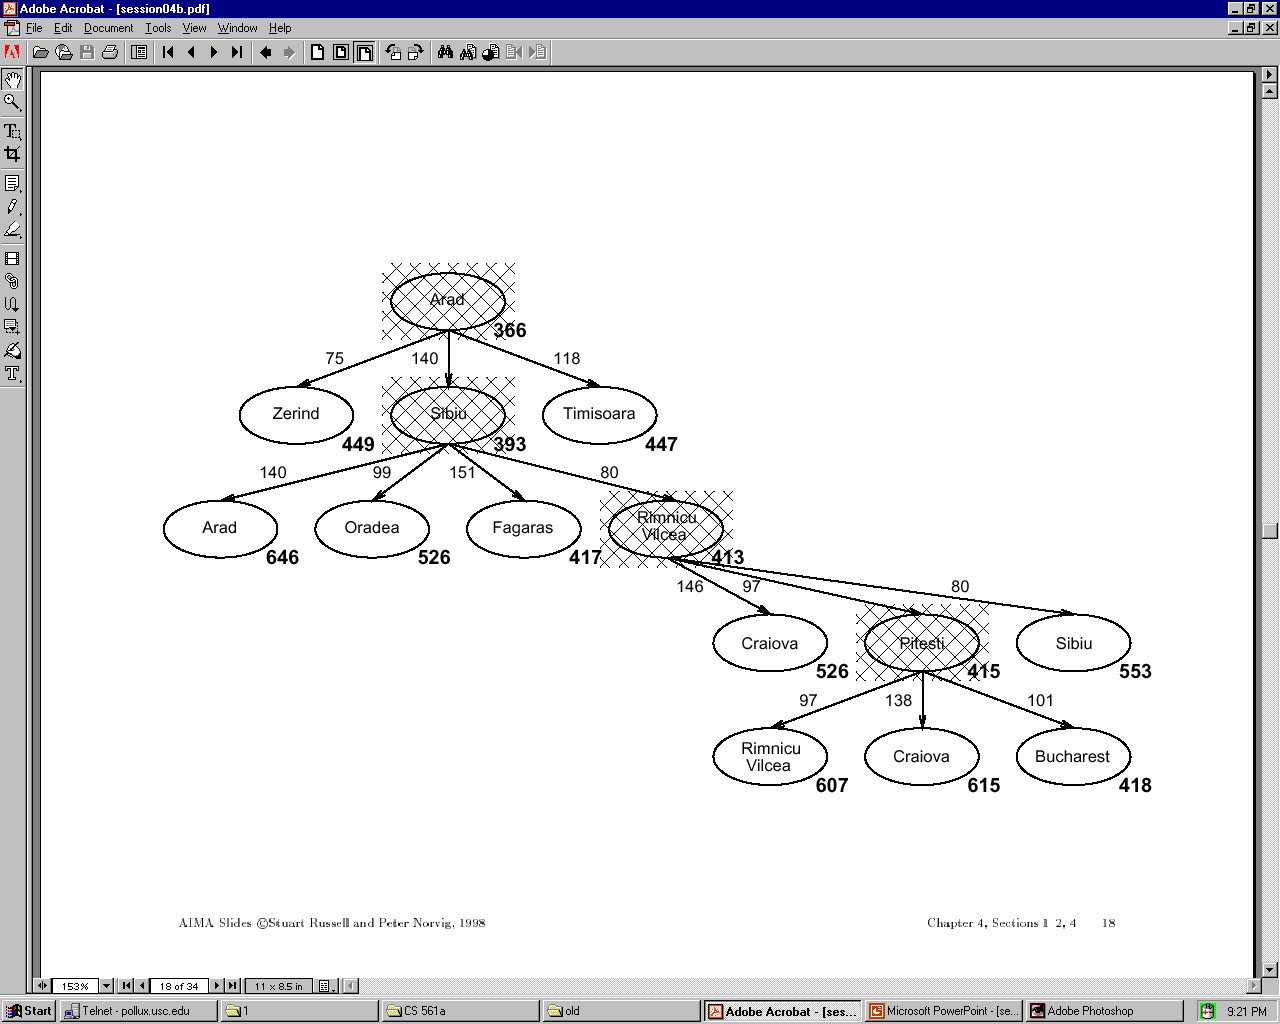 Adobe Acrobat - [session04b.pdf]
File Edit Document Tools View Window Help
Arad
366
75 140 118
Zerind Sibiu Timisoara
449 393 447
140 99 151 80
Arad Oradea Fagaras Rimnicu
Vilcea
646 526 417 413
146 97 80
Craiova Pitesti Sibiu
526 415 553
97 138 101
Rimnicu
Vilcea Craiova Bucharest
607 615 418
AIMA Slides ©Stuart Russell and Peter Norvig, 1998 Chapter 4, Sections 1 2, 4 18
153% 18 of 34 11 x 8.5 in
Start Telnet - pollux.usc.edu 1 CS 561a old Adobe Acrobat - [ses... Microsoft PowerPoint - [se... Adobe Photoshop 9:21 PM